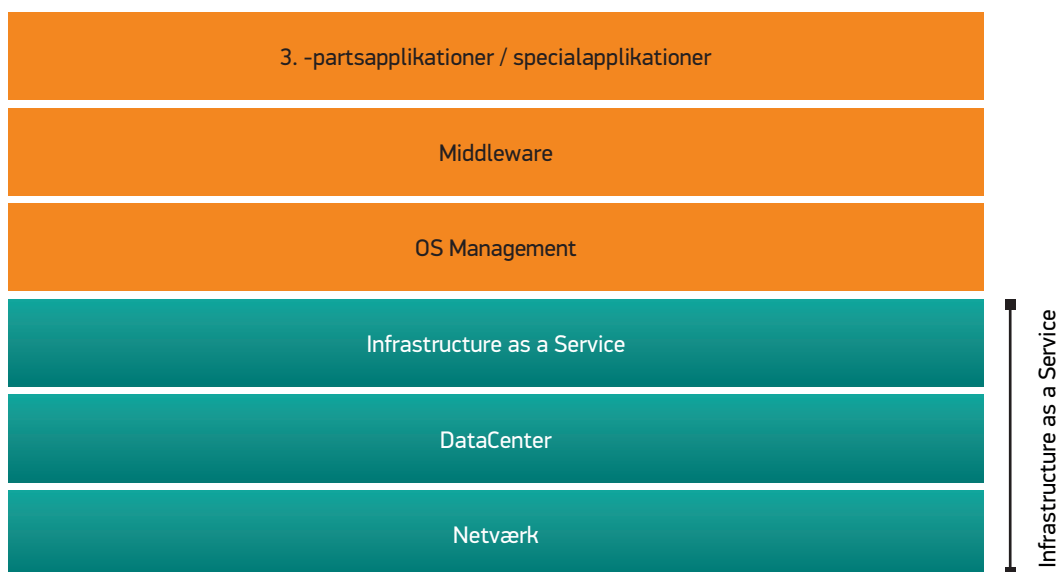 3. -partsapplikationer / specialapplikationer
Middleware
OS Management
Infrastructure as a Service
DataCenter
Netværk
Infrastructure as a Service